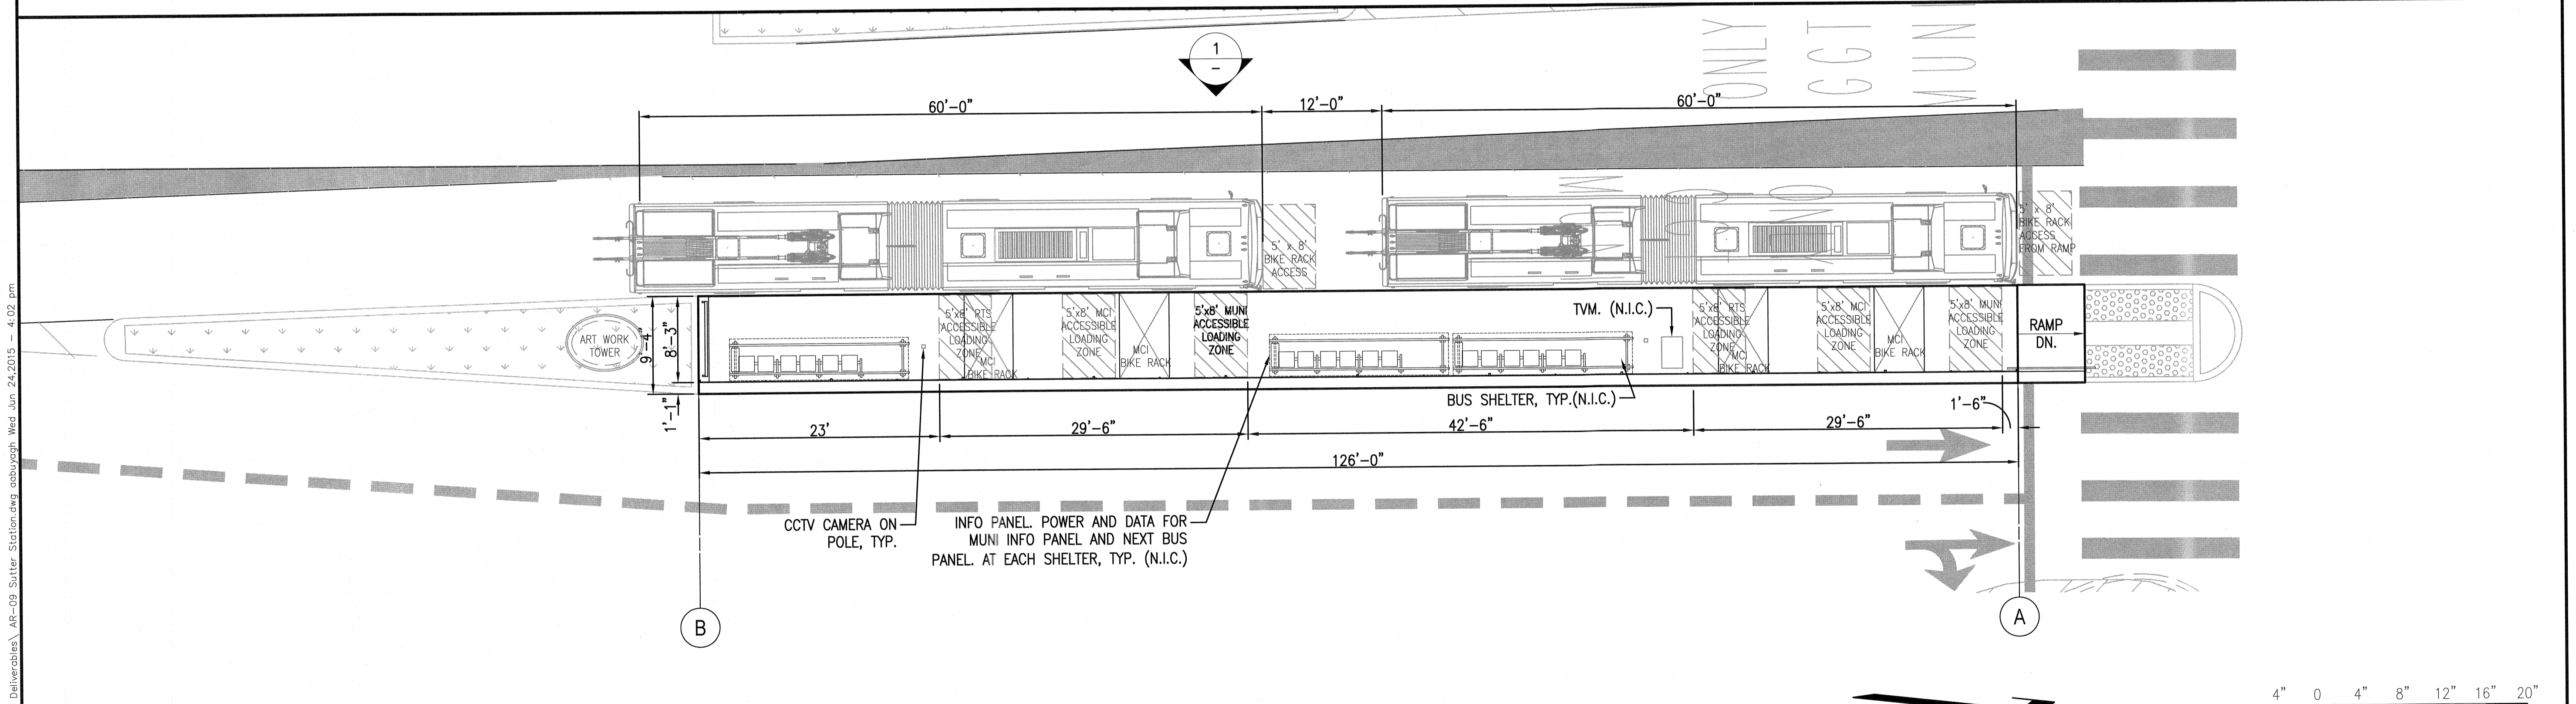 ONLY
GGT
MUNI
1
–
60'-0"
12'-0"
60'-0"
5' x 8'
BIKE RACK
ACCESS
5' x 8'
BIKE RACK
ACCESS
FROM RAMP
ART WORK
TOWER
9'-4"
8'-3"
1'-1"
5'x8' RTS
ACCESSIBLE
LOADING
ZONE
MCI
BIKE RACK
5'x8' MCI
ACCESSIBLE
LOADING
ZONE
MCI
BIKE RACK
5'x8' MUNI
ACCESSIBLE
LOADING
ZONE
TVM. (N.I.C.)
5'x8' RTS
ACCESSIBLE
LOADING
ZONE
MCI
BIKE RACK
5'x8' MCI
ACCESSIBLE
LOADING
ZONE
MCI
BIKE RACK
5'x8' MUNI
ACCESSIBLE
LOADING
ZONE
RAMP
DN.
BUS SHELTER, TYP.(N.I.C.)
1'-6"
23'
29'-6"
42'-6"
29'-6"
126'-0"
CCTV CAMERA ON
POLE, TYP.
INFO PANEL. POWER AND DATA FOR
MUNI INFO PANEL AND NEXT BUS
PANEL. AT EACH SHELTER, TYP. (N.I.C.)
B
A
Deliverables\ AR-09 Sutter Station.dwg aabuyagh Wed Jun 24,2015 - 4:02 pm
4" 0 4" 8" 12" 16" 20"